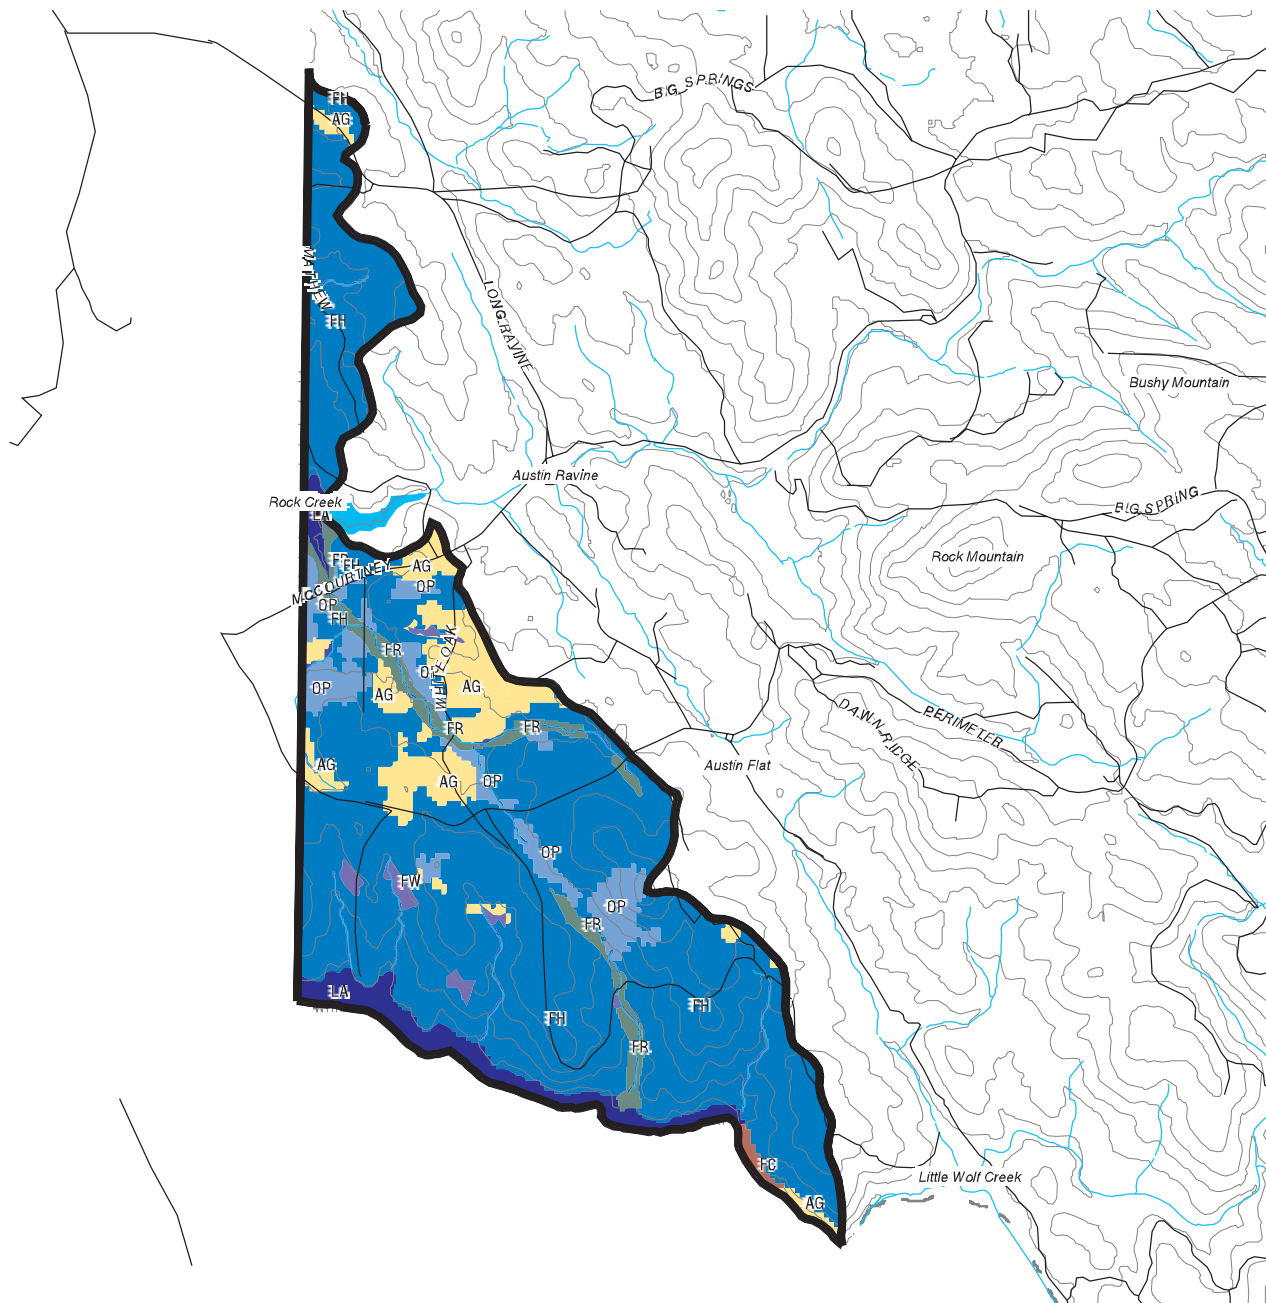 BIG SPRINGS
FH
AG
MATTHEW
FH
LONG RAVINE
Bushy Mountain
Austin Ravine
Rock Creek
LA
BIG SPRING
Rock Mountain
FR
FH
MCCOURTNEY
AG
OP
OP
FH
WHITE OAK
FR
OP
OP
AG
AG
FR
FR
DAWN RIDGE
PERIMETER
Austin Flat
AG
AG
OP
OP
FW
OP
FR
LA
FH
FH
FR
FC
Little Wolf Creek
AG